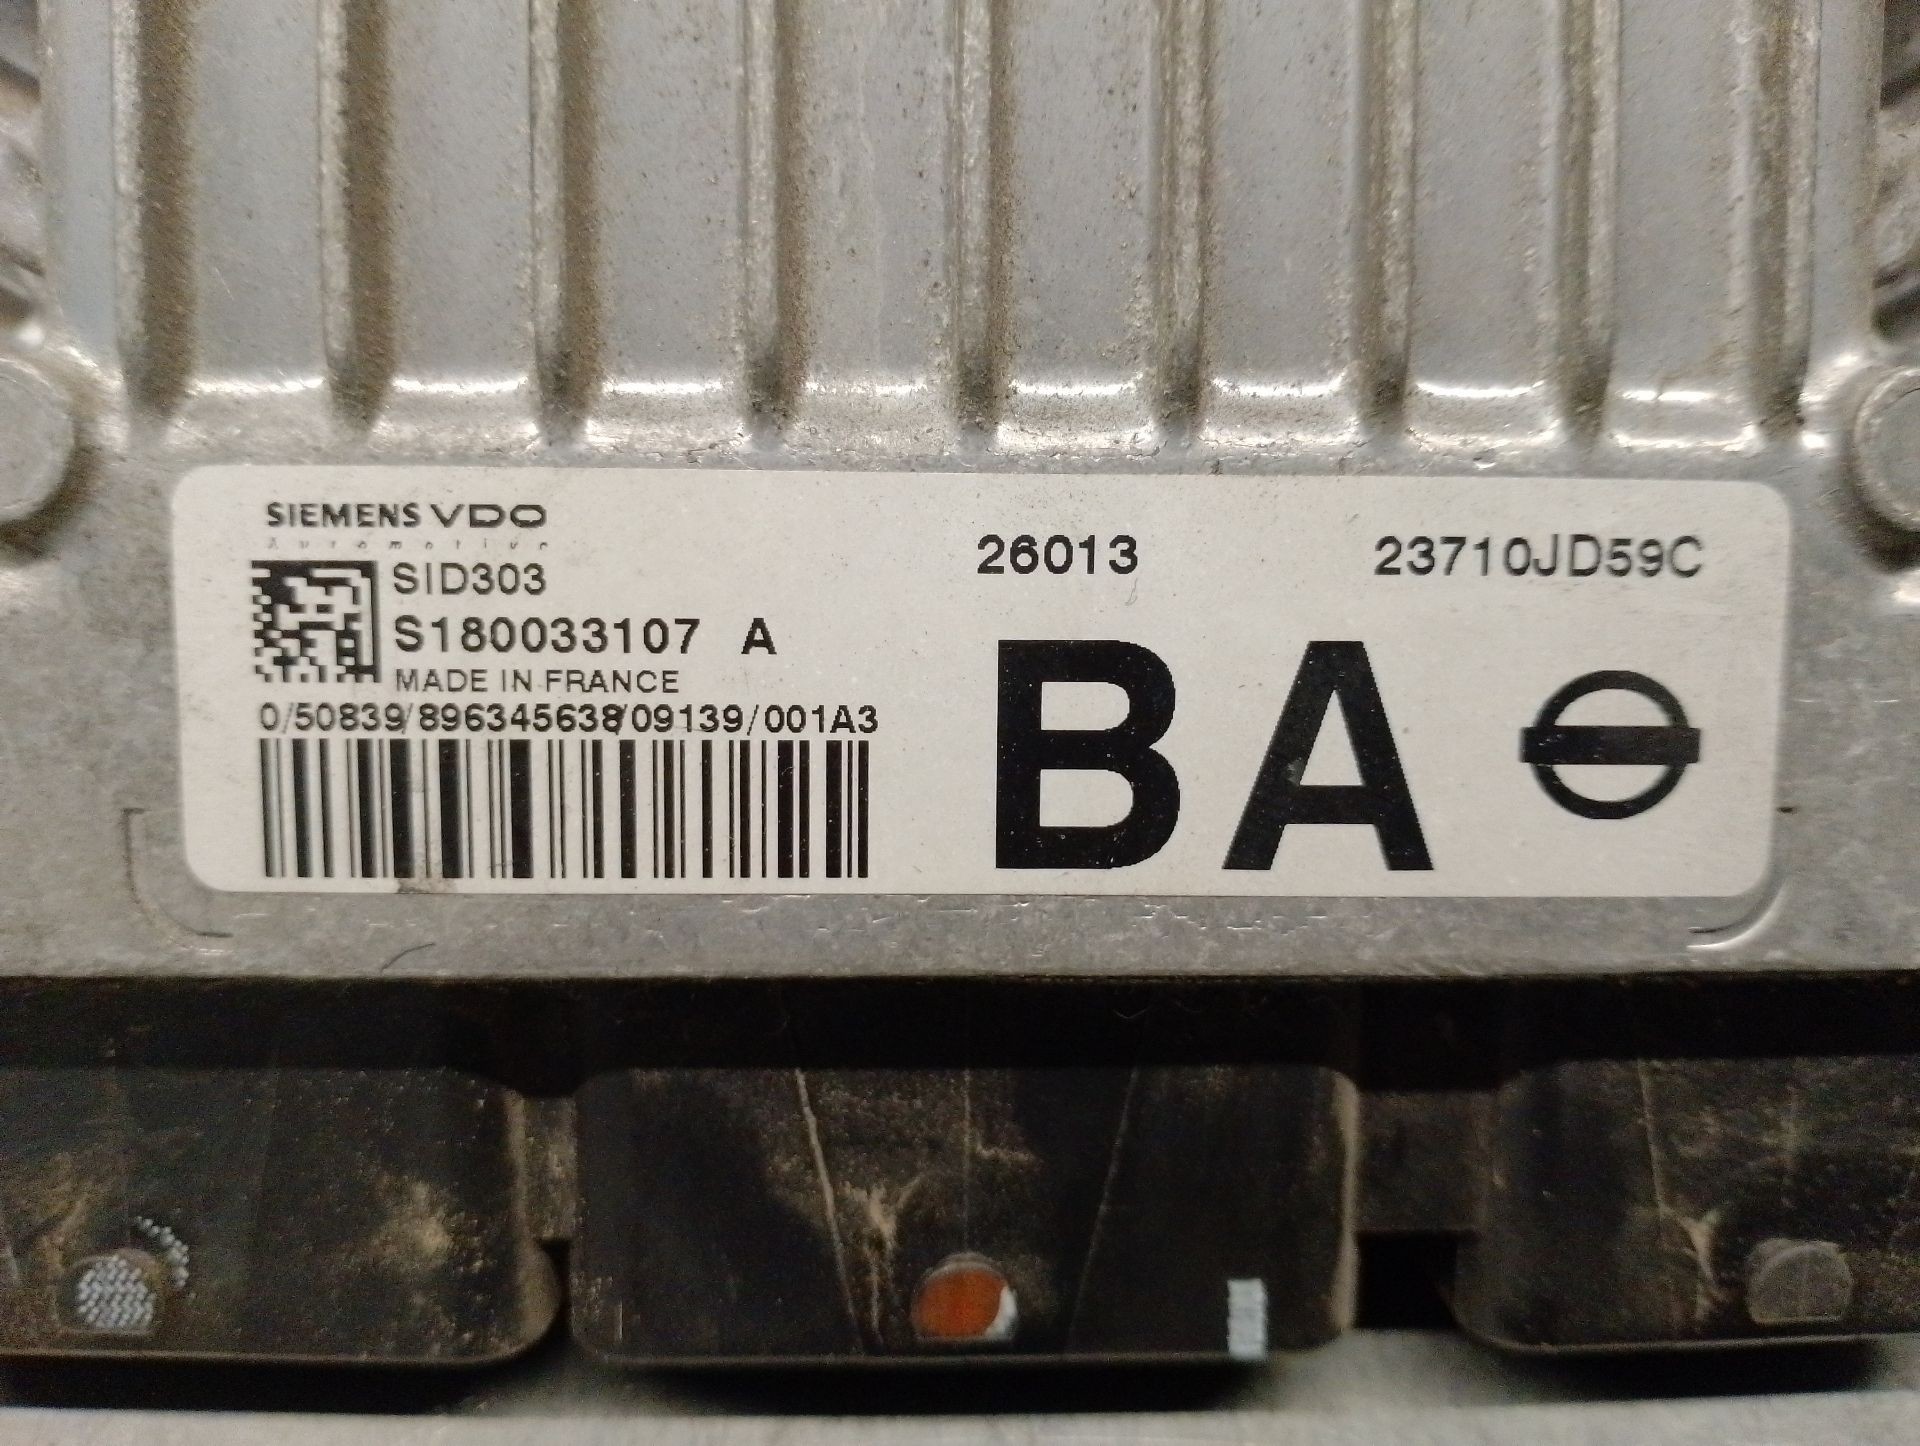 SIEMENS VDO
Automotive
SID303
S180033107 A
MADE IN FRANCE
0/50839/896345638/09139/001A3
26013
23710JD59C
BA